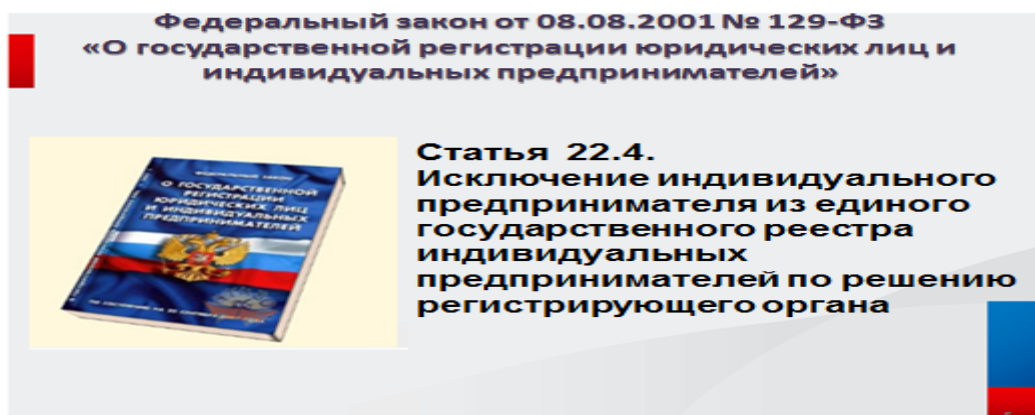 Федеральный закон от 08.08.2001 № 129-ФЗ
«О государственной регистрации юридических лиц и
индивидуальных предпринимателей»
Статья 22.4.
Исключение индивидуального
предпринимателя из единого
государственного реестра
индивидуальных
предпринимателей по решению
регистрирующего органа
ФЕДЕРАЛЬНЫЙ ЗАКОН
О ГОСУДАРСТВЕННОЙ
РЕГИСТРАЦИИ
ЮРИДИЧЕСКИХ ЛИЦ
И ИНДИВИДУАЛЬНЫХ
ПРЕДПРИНИМАТЕЛЕЙ